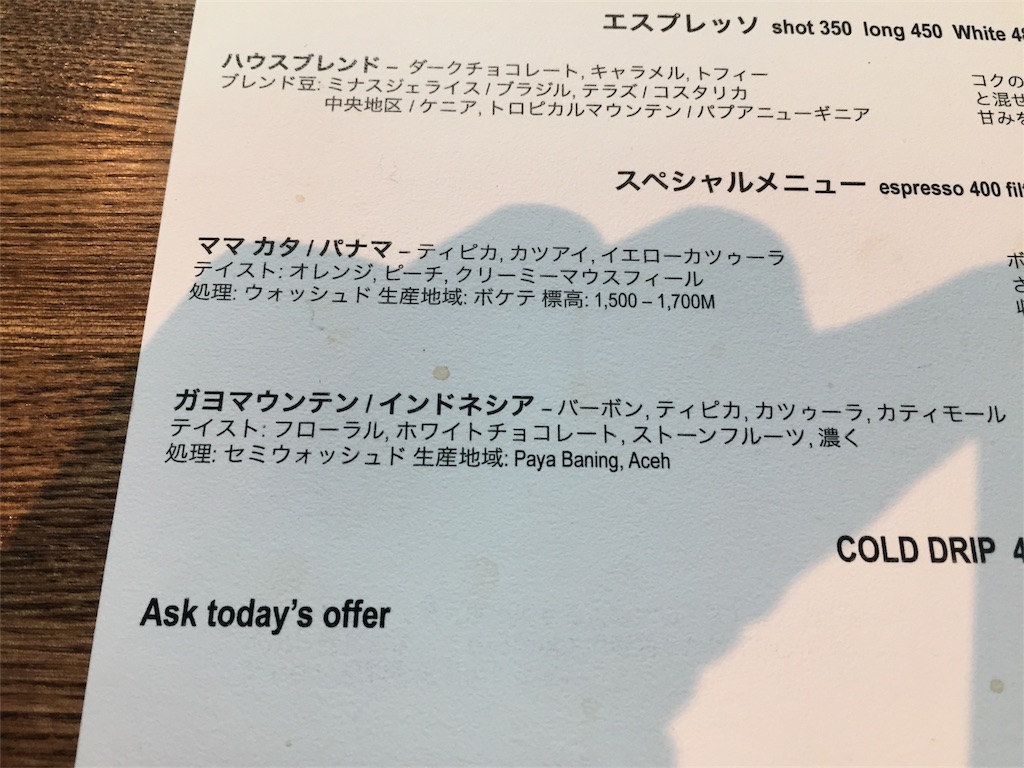 エスプレッソ shot 350 long 450 White
ハウスブレンド – ダークチョコレート, キャラメル, トフィー
ブレンド豆: ミナスジェライス / ブラジル, テラズ / コスタリカ
中央地区 / ケニア, トロピカルマウンテン / パプアニューギニア
コクの
と混ぜ
甘みを
スペシャルメニュー espresso 400
ママ カタ / パナマ – ティピカ, カツアイ, イエローカツゥーラ
テイスト: オレンジ, ピーチ, クリーミーマウスフィール
処理: ウォッシュド 生産地域: ボケテ 標高: 1,500 – 1,700M
ガヨマウンテン / インドネシア – バーボン, ティピカ, カツゥーラ, カティモール
テイスト: フローラル, ホワイトチョコレート, ストーンフルーツ, 濃く
処理: セミウォッシュド 生産地域: Paya Baning, Aceh
COLD DRIP
Ask today's offer